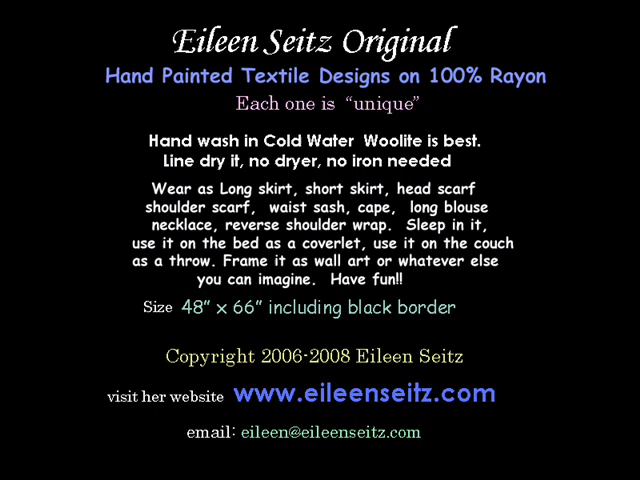 Eileen Seitz Original
Hand Painted Textile Designs on 100% Rayon
Each one is “unique”
Hand wash in Cold Water Woolite is best.
Line dry it, no dryer, no iron needed
Wear as Long skirt, short skirt, head scarf
shoulder scarf, waist sash, cape, long blouse
necklace, reverse shoulder wrap. Sleep in it,
use it on the bed as a coverlet, use it on the couch
as a throw. Frame it as wall art or whatever else
you can imagine. Have fun!!
Size 48” x 66” including black border
Copyright 2006-2008 Eileen Seitz
visit her website www.eileenseitz.com
email: eileen@eileenseitz.com